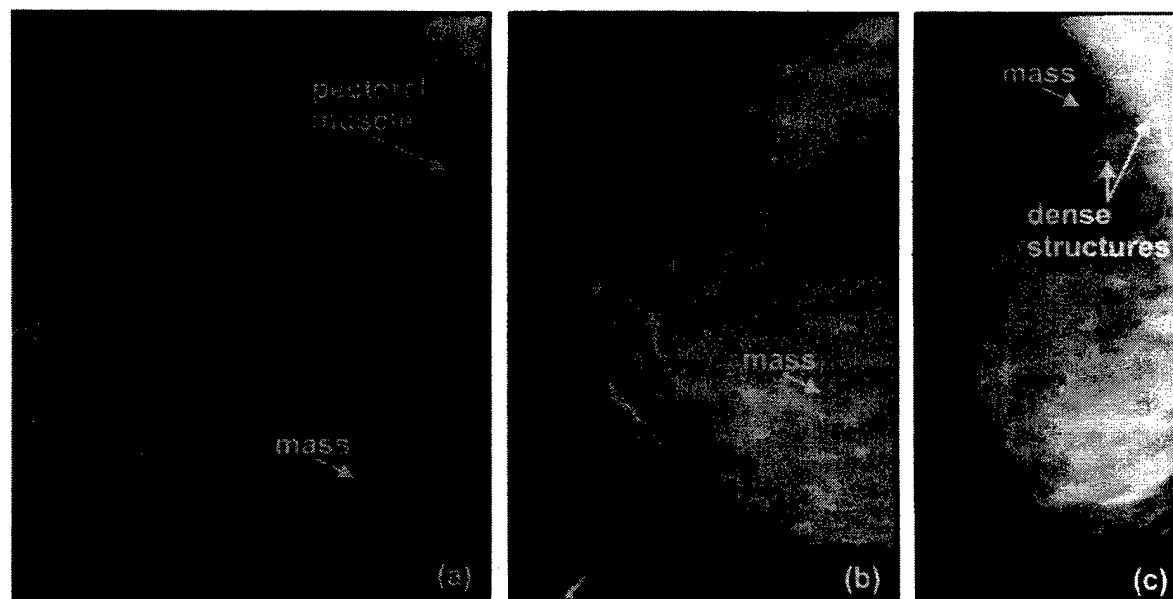 pectoral
muscle
mass
(a)
mass
(b)
mass
dense
structures
(c)